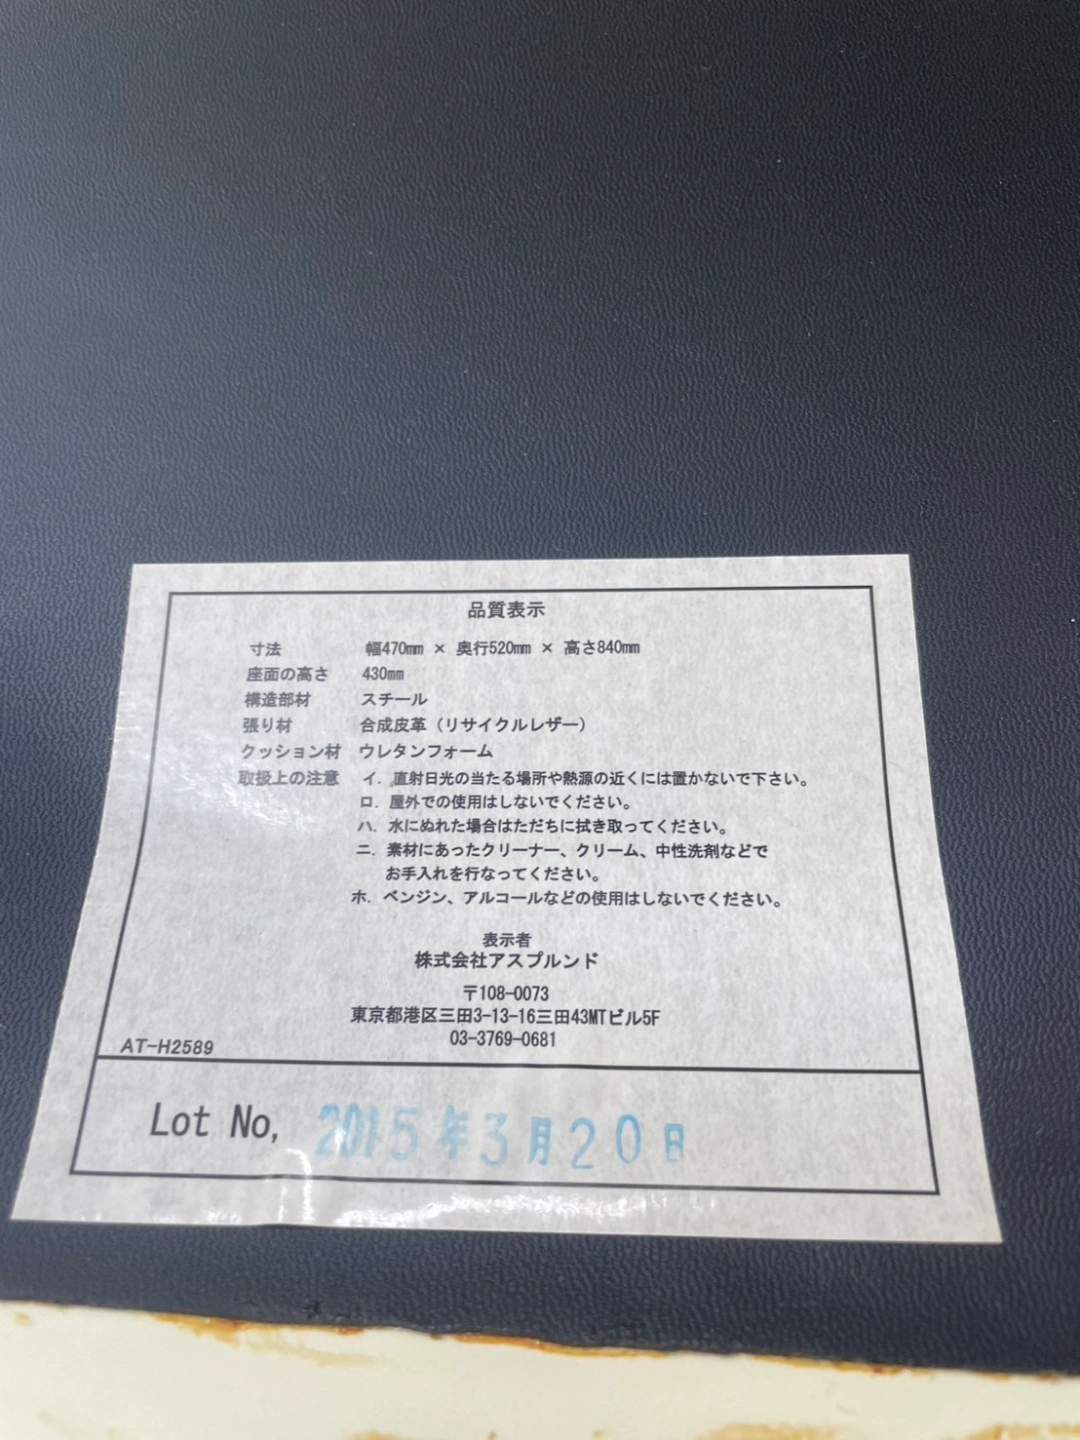 品質表示
寸法 幅470㎜ × 奥行520㎜ × 高さ840㎜
座面の高さ 430㎜
構造部材 スチール
張り材 合成皮革（リサイクルレザー）
クッション材 ウレタンフォーム
取扱上の注意 イ．直射日光の当たる場所や熱源の近くには置かないで下さい。
ロ．屋外での使用はしないでください。
ハ．水にぬれた場合はただちに拭き取ってください。
ニ．素材にあったクリーナー、クリーム、中性洗剤などで
お手入れを行なってください。
ホ．ベンジン、アルコールなどの使用はしないでください。
表示者
株式会社アスプルンド
〒108-0073
東京都港区三田3-13-16三田43MTビル5F
03-3769-0681
AT-H2589
Lot No, 2015年3月20日